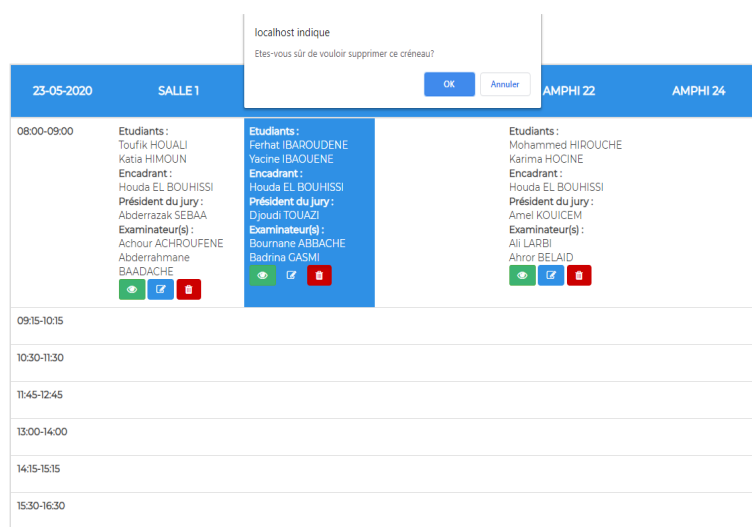 localhost indique
Etes-vous sûr de vouloir supprimer ce créneau?
OK
Annuler
23-05-2020
SALLE 1
AMPHI 22
AMPHI 24
08:00-09:00
Etudiants :
Toufik HOUALI
Katia HIMOUN
Encadrant :
Houda EL BOUHISSI
Président du jury :
Abderrazak SEBAA
Examinateur(s) :
Achour ACHROUFENE
Abderrahmane
BAADACHE
Etudiants :
Ferhat IBAROUDENE
Yacine IBAOUENE
Encadrant :
Houda EL BOUHISSI
Président du jury :
Djoudi TOUAZI
Examinateur(s) :
Bournane ABBACHE
Badrina GASMI
Etudiants :
Mohammed HIROUCHE
Karima HOCINE
Encadrant :
Houda EL BOUHISSI
Président du jury :
Amel KOUICEM
Examinateur(s) :
Ali LARBI
Ahror BELAID
09:15-10:15
10:30-11:30
11:45-12:45
13:00-14:00
14:15-15:15
15:30-16:30